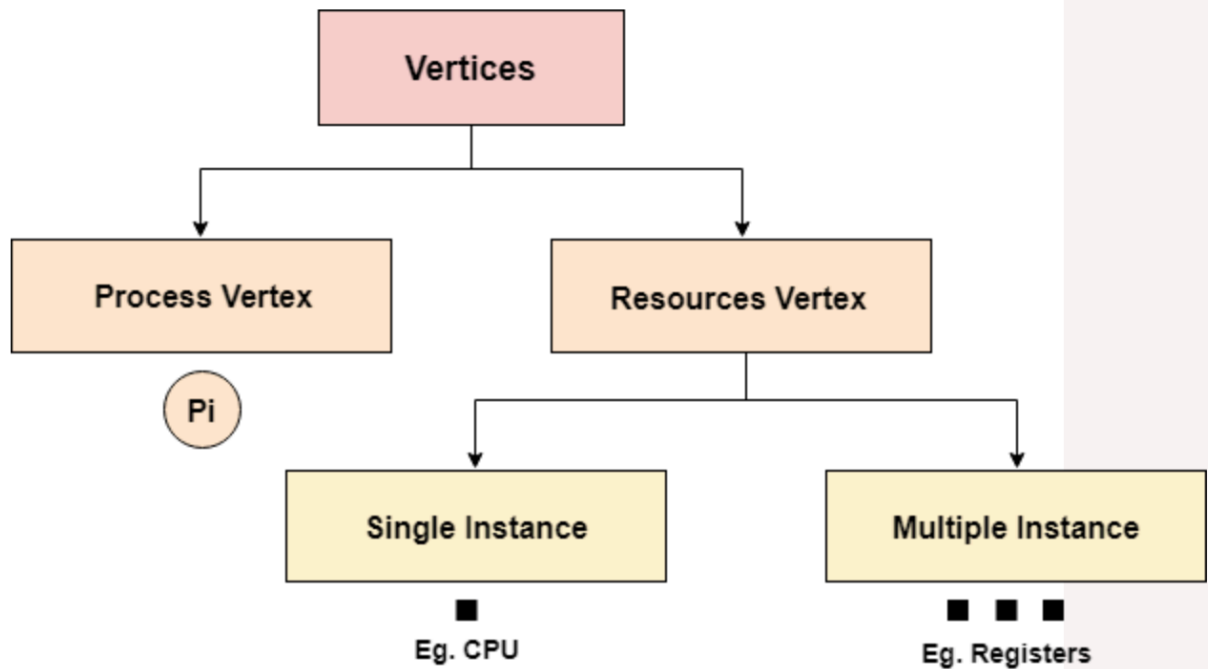 Vertices
Process Vertex
Resources Vertex
Pi
Single Instance
Multiple Instance
Eg. CPU
Eg. Registers